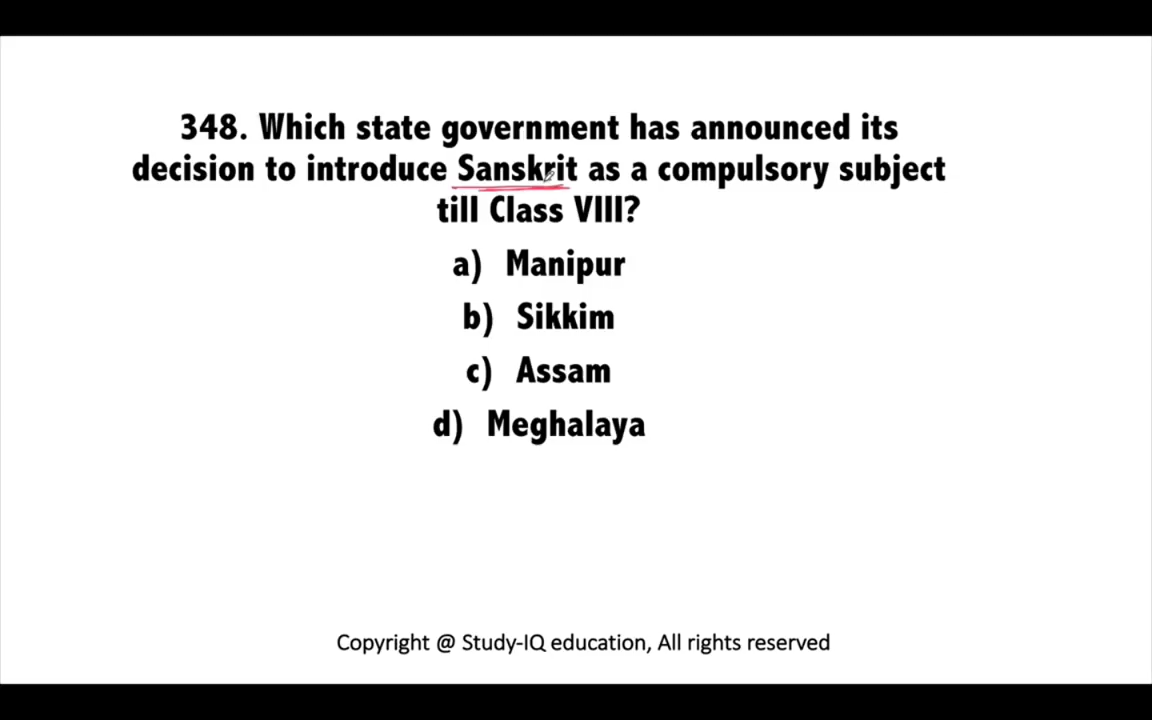 348. Which state government has announced its
decision to introduce Sanskrit as a compulsory subject
till Class VIII?
a) Manipur
b) Sikkim
c) Assam
d) Meghalaya
Copyright @ Study-IQ education, All rights reserved